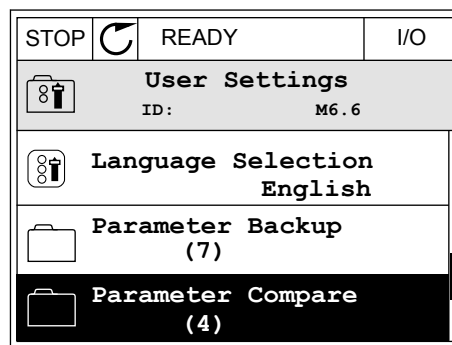 STOP READY I/O
User Settings
ID: M6.6
Language Selection
English
Parameter Backup
(7)
Parameter Compare
(4)